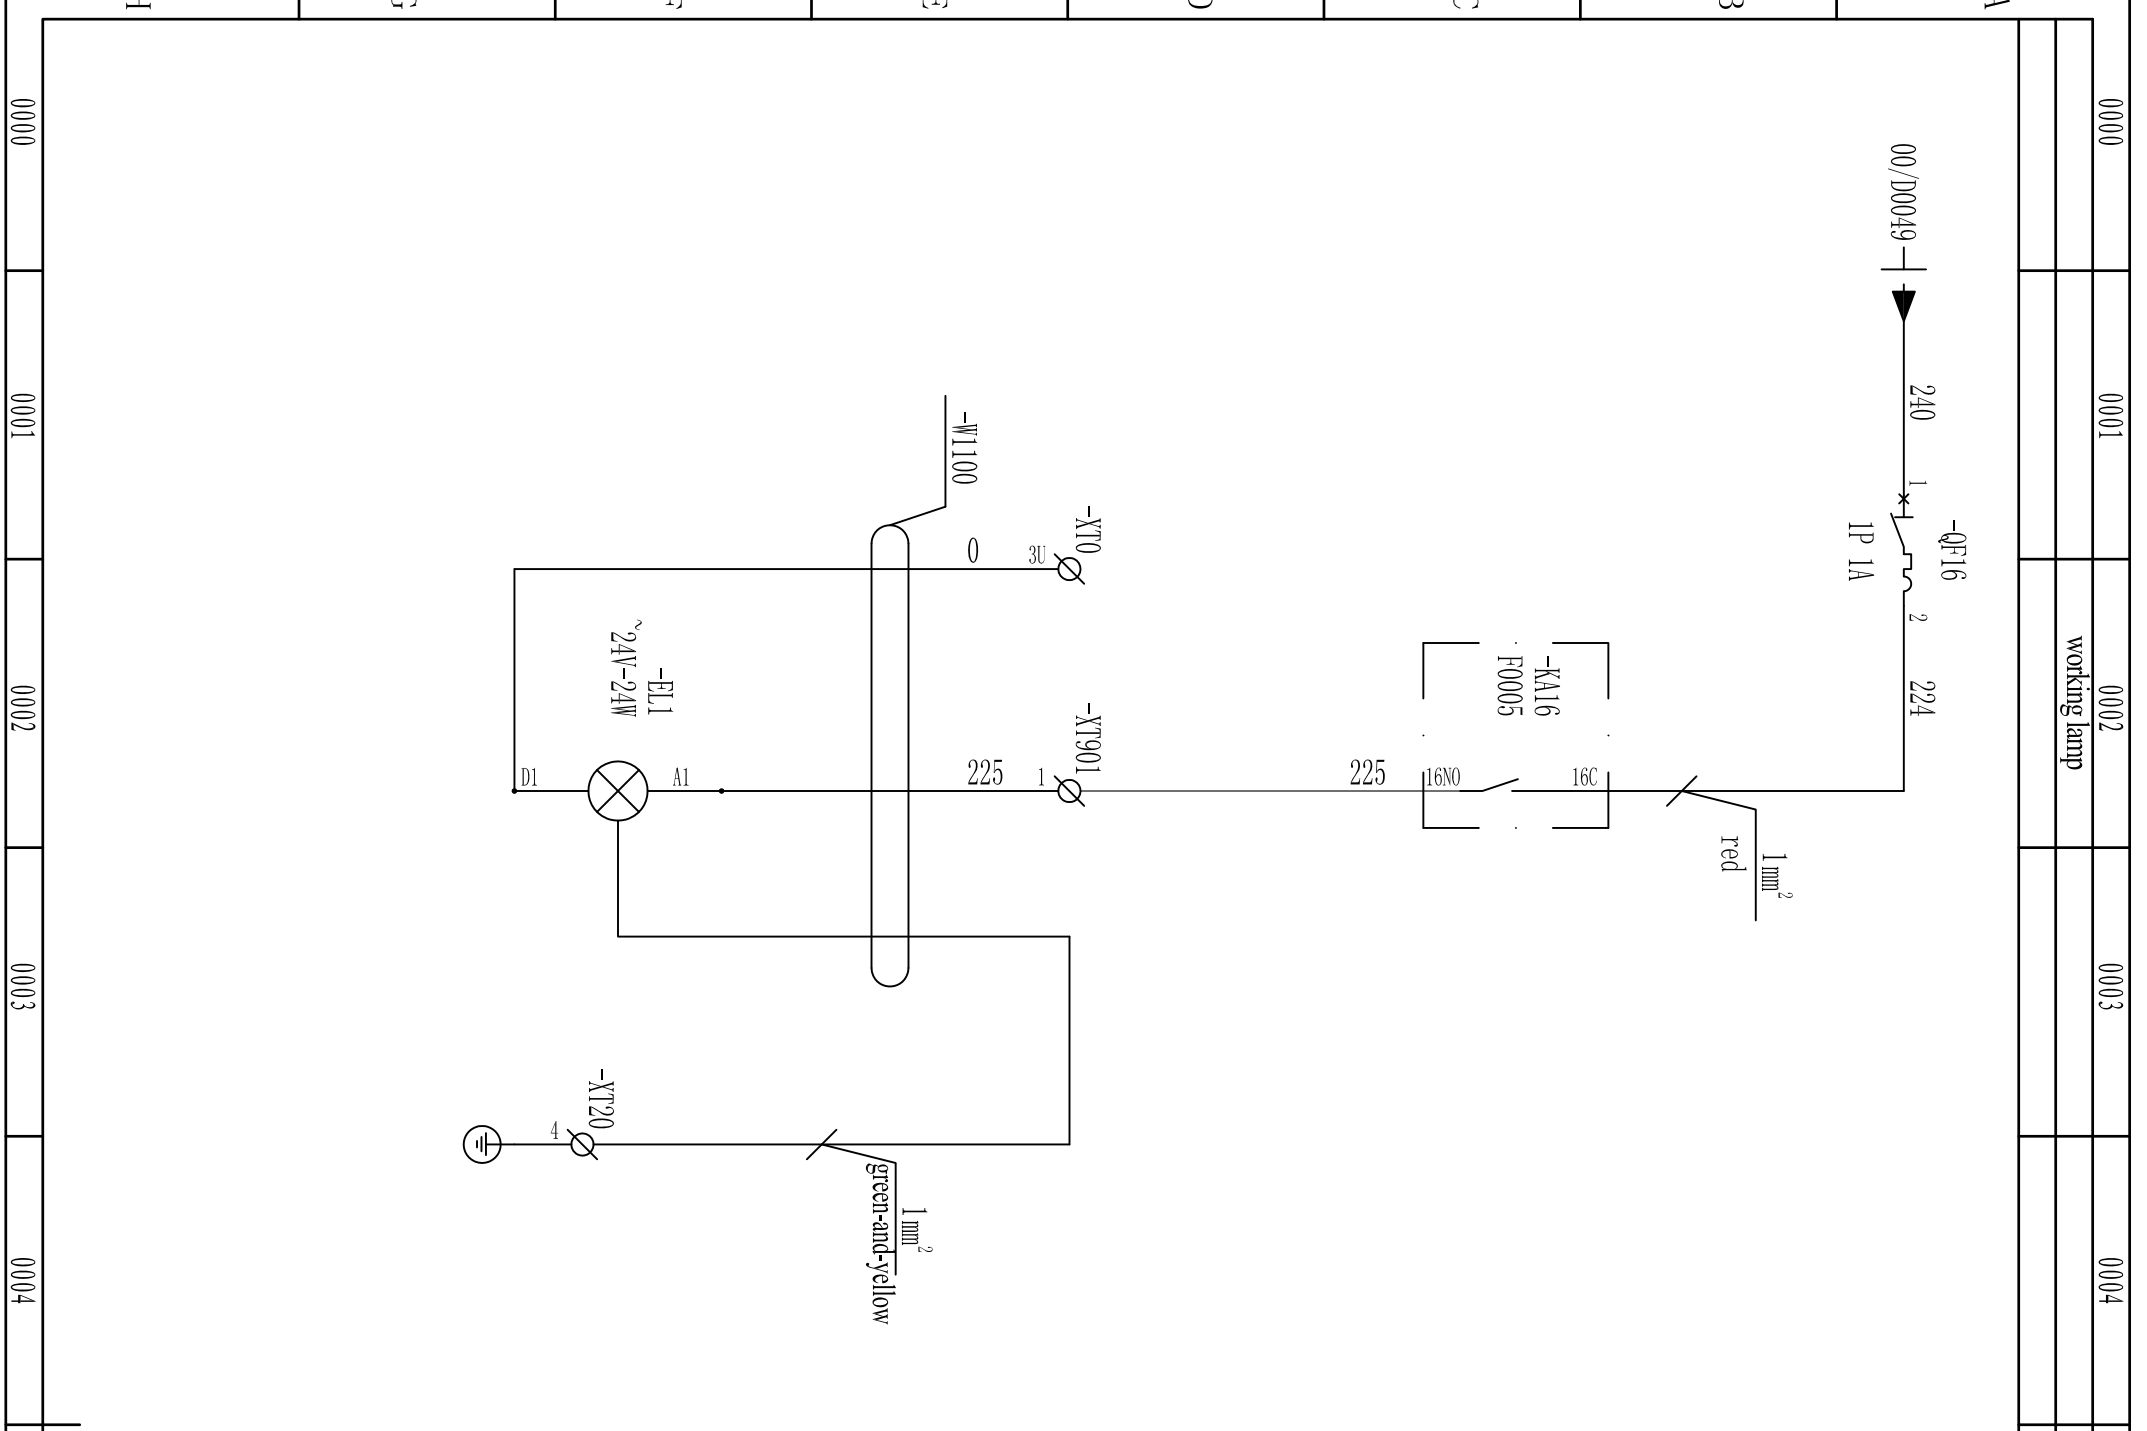 0000
0001
0002
0003
0004
working lamp
A
B
C
D
E
F
G
H
00/D0049
240
1
-QF16
1P 1A
2
224
1mm²
red
-KA16
F0005
16C
16NO
225
-XT901
1
225
-XT0
3U
0
-W1100
A1
-EL1
~
24V-24W
D1
1mm²
green-and-yellow
-XT20
4
0000
0001
0002
0003
0004